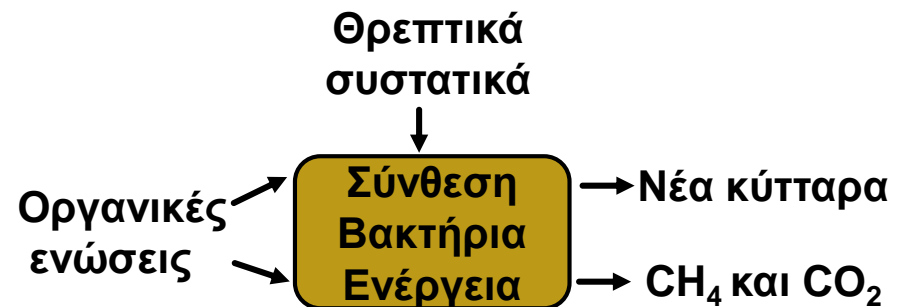 Θρεπτικά
συστατικά
Οργανικές
ενώσεις
Σύνθεση
Βακτήρια
Ενέργεια
Νέα κύτταρα
CH₄ και CO₂